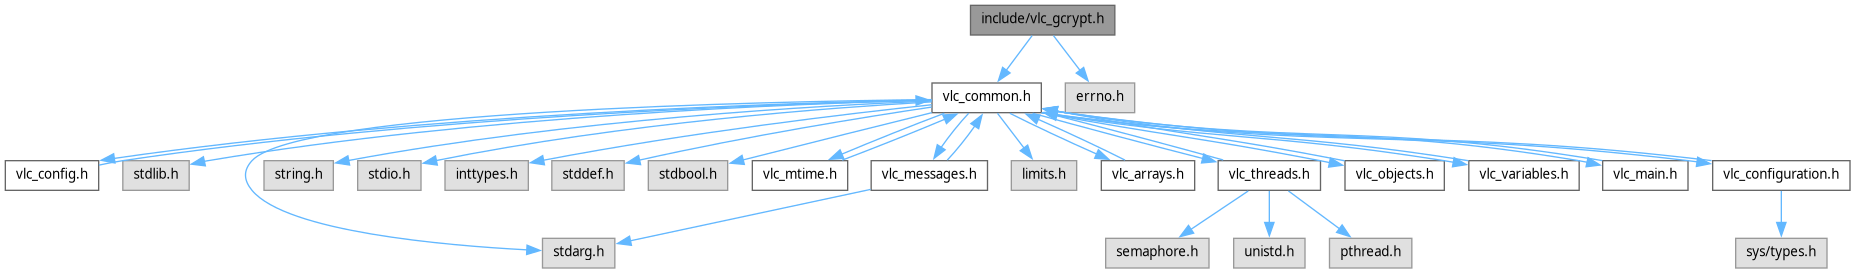 include/vlc_gcrypt.h
vlc_common.h
errno.h
vlc_config.h
stdlib.h
string.h
stdio.h
inttypes.h
stddef.h
stdbool.h
vlc_mtime.h
vlc_messages.h
limits.h
vlc_arrays.h
vlc_threads.h
vlc_objects.h
vlc_variables.h
vlc_main.h
vlc_configuration.h
stdarg.h
semaphore.h
unistd.h
pthread.h
sys/types.h